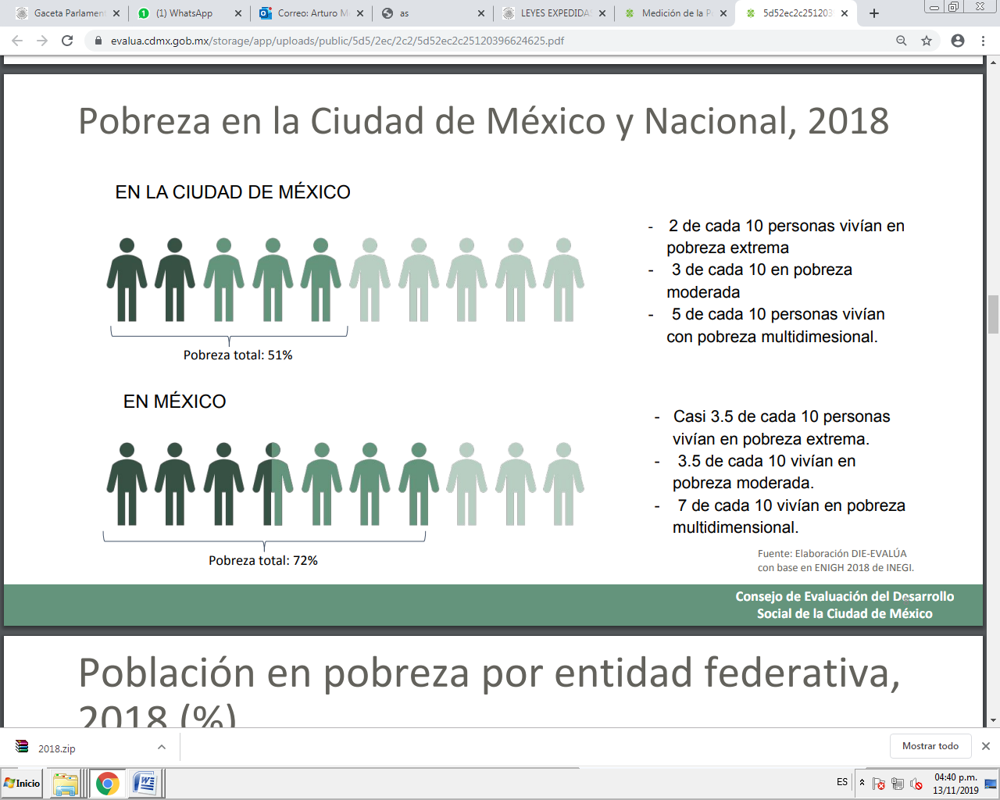 Gaceta Parlament
(1) WhatsApp
Correo: Arturo M
as
LEYES EXPEDIDAS
Medición de la P
5d52ec2c251203
evalua.cdmx.gob.mx/storage/app/uploads/public/5d5/2ec/2c2/5d52ec2c25120396624625.pdf
Pobreza en la Ciudad de México y Nacional, 2018
EN LA CIUDAD DE MÉXICO
- 2 de cada 10 personas vivían en
pobreza extrema
- 3 de cada 10 en pobreza
moderada
- 5 de cada 10 personas vivían
con pobreza multidimesional.
Pobreza total: 51%
EN MÉXICO
- Casi 3.5 de cada 10 personas
vivían en pobreza extrema.
- 3.5 de cada 10 vivían en
pobreza moderada.
- 7 de cada 10 vivían en pobreza
multidimensional.
Pobreza total: 72%
Fuente: Elaboración DIE-EVALÚA
con base en ENIGH 2018 de INEGI.
Consejo de Evaluación del Desarrollo
Social de la Ciudad de México
Población en pobreza por entidad federativa,
2018 (%)
2018.zip
Mostrar todo
Inicio
ES
04:40 p.m.
13/11/2019